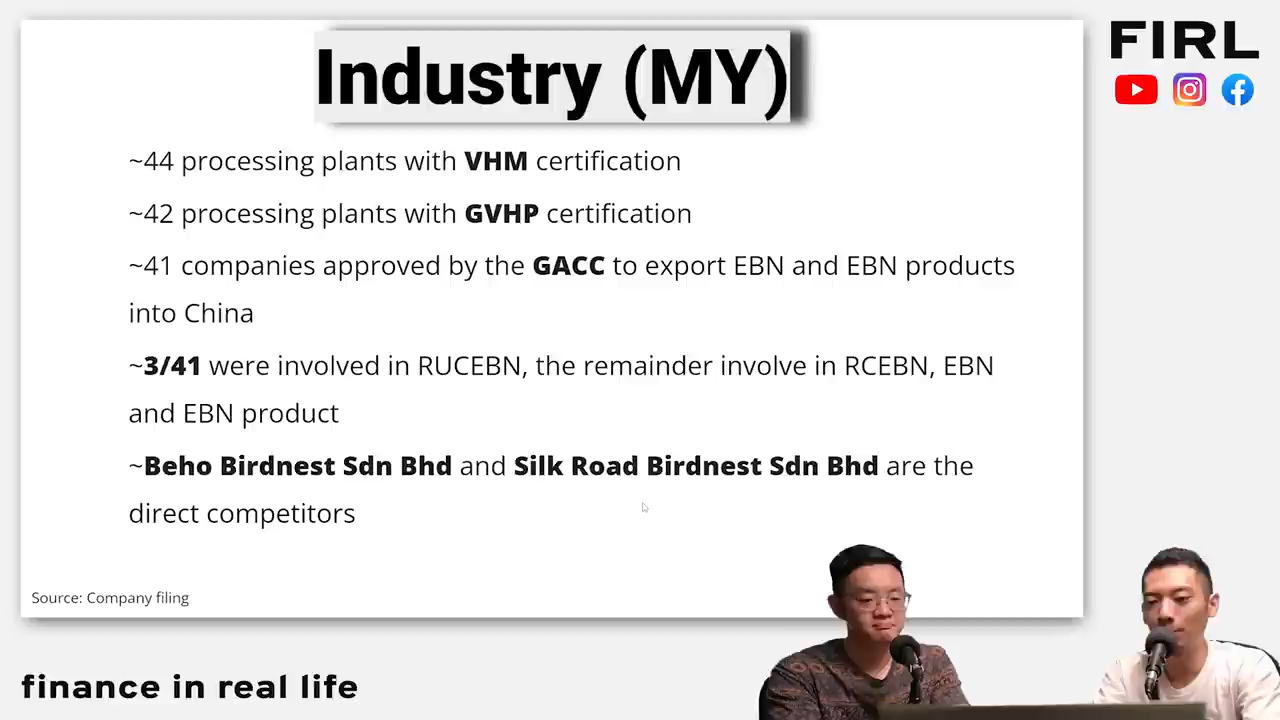 Industry (MY)
FIRL
~44 processing plants with VHM certification
~42 processing plants with GVHP certification
~41 companies approved by the GACC to export EBN and EBN products
into China
~3/41 were involved in RUCEBN, the remainder involve in RCEBN, EBN
and EBN product
~Beho Birdnest Sdn Bhd and Silk Road Birdnest Sdn Bhd are the
direct competitors
Source: Company filing
finance in real life